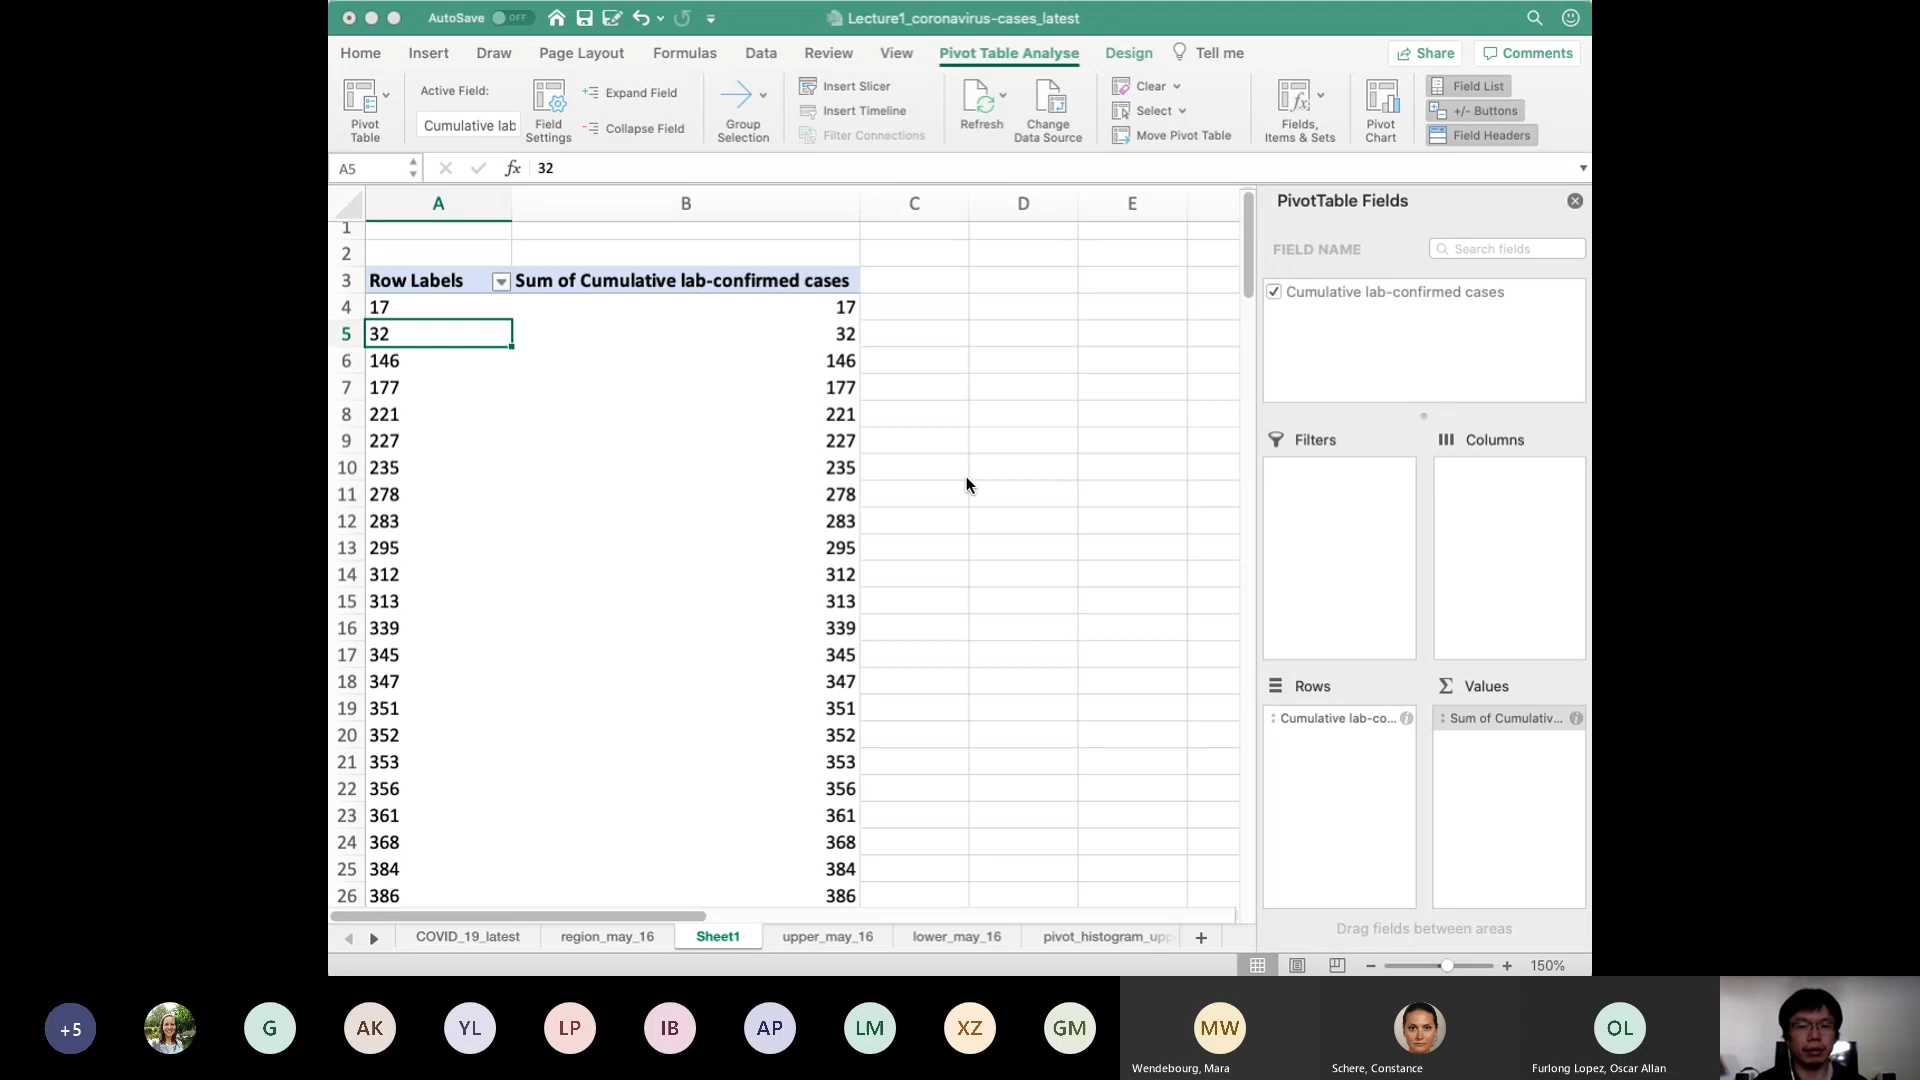 AutoSave OFF
Lecture1_coronavirus-cases_latest
Home Insert Draw Page Layout Formulas Data Review View Pivot Table Analyse Design Tell me
Share Comments
Pivot Table
Active Field:
Cumulative lab
Field Settings
Expand Field
Collapse Field
Group Selection
Insert Slicer
Insert Timeline
Filter Connections
Refresh
Change Data Source
Clear
Select
Move Pivot Table
Fields, Items & Sets
Pivot Chart
Field List
+/- Buttons
Field Headers
A5 fx 32
A B C D E
1
2
3 Row Labels Sum of Cumulative lab-confirmed cases
4 17 17
5 32 32
6 146 146
7 177 177
8 221 221
9 227 227
10 235 235
11 278 278
12 283 283
13 295 295
14 312 312
15 313 313
16 339 339
17 345 345
18 347 347
19 351 351
20 352 352
21 353 353
22 356 356
23 361 361
24 368 368
25 384 384
26 386 386
PivotTable Fields
FIELD NAME
Search fields
Cumulative lab-confirmed cases
Filters
Columns
Rows
Values
Cumulative lab-co...
Sum of Cumulativ...
Drag fields between areas
COVID_19_latest region_may_16 Sheet1 upper_may_16 lower_may_16 pivot_histogram_upp +
150%
+5 G AK YL LP IB AP LM XZ GM MW OL
Wendebourg, Mara
Schere, Constance
Furlong Lopez, Oscar Allan